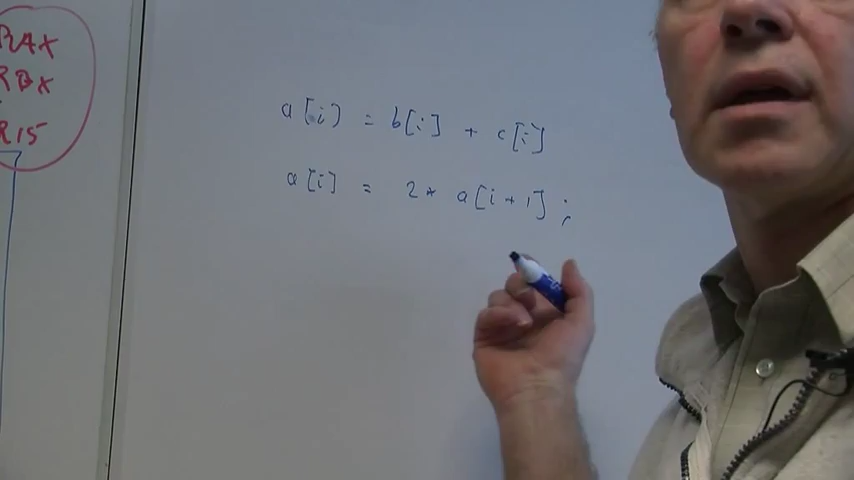 RAX
RBX
R15
a[i] = b[i] + c[i]
a[i] = 2* a[i+1];